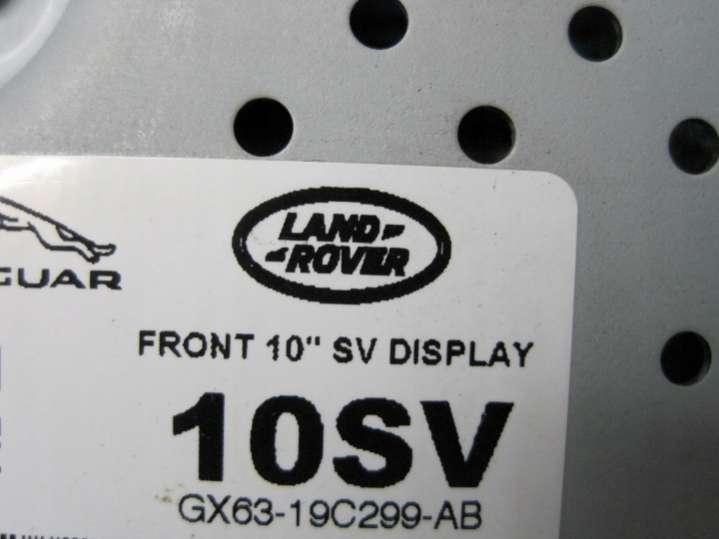 LAND
ROVER
GUAR
FRONT 10" SV DISPLAY
10SV
GX63-19C299-AB